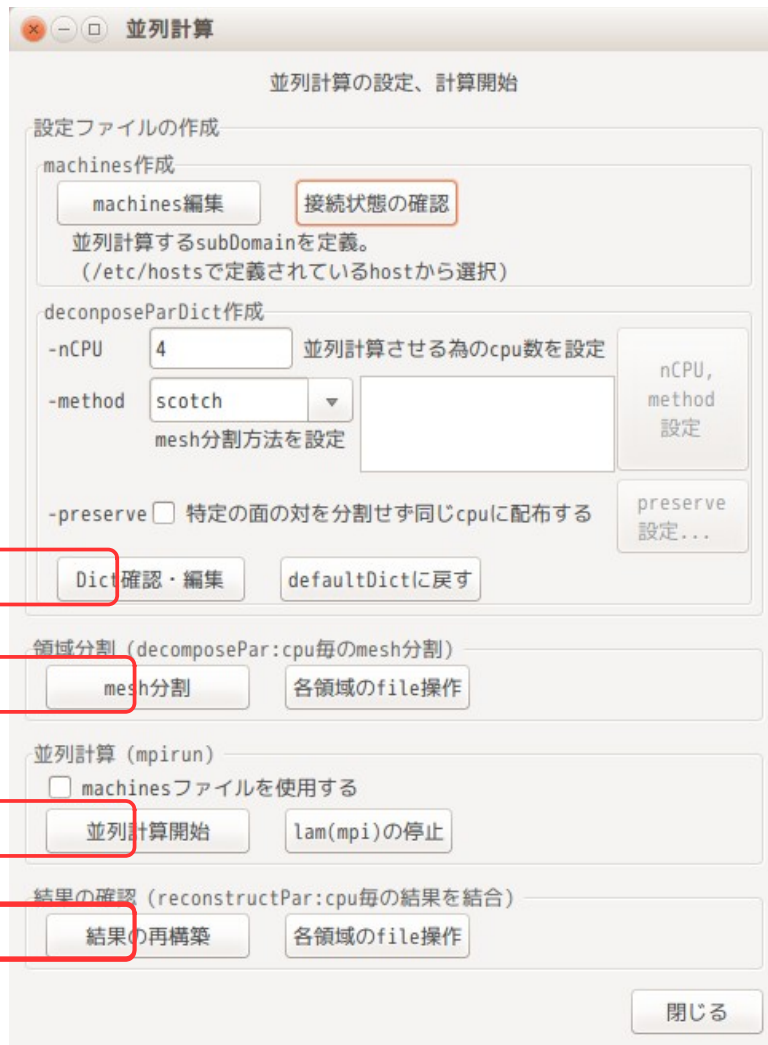 並列計算
並列計算の設定、計算開始
設定ファイルの作成
machines作成
machines編集 接続状態の確認
並列計算するsubDomainを定義。
(/etc/hostsで定義されているhostから選択)
deconposeParDict作成
-nCPU 4 並列計算させる為のcpu数を設定
-method scotch
mesh分割方法を設定
nCPU,
method
設定
-preserve 特定の面の対を分割せず同じcpuに配布する
preserve
設定...
Dict確認・編集 defaultDictに戻す
領域分割 (decomposePar:cpu毎のmesh分割)
mesh分割 各領域のfile操作
並列計算 (mpirun)
machinesファイルを使用する
並列計算開始 lam(mpi)の停止
結果の確認 (reconstructPar:cpu毎の結果を結合)
結果の再構築 各領域のfile操作
閉じる